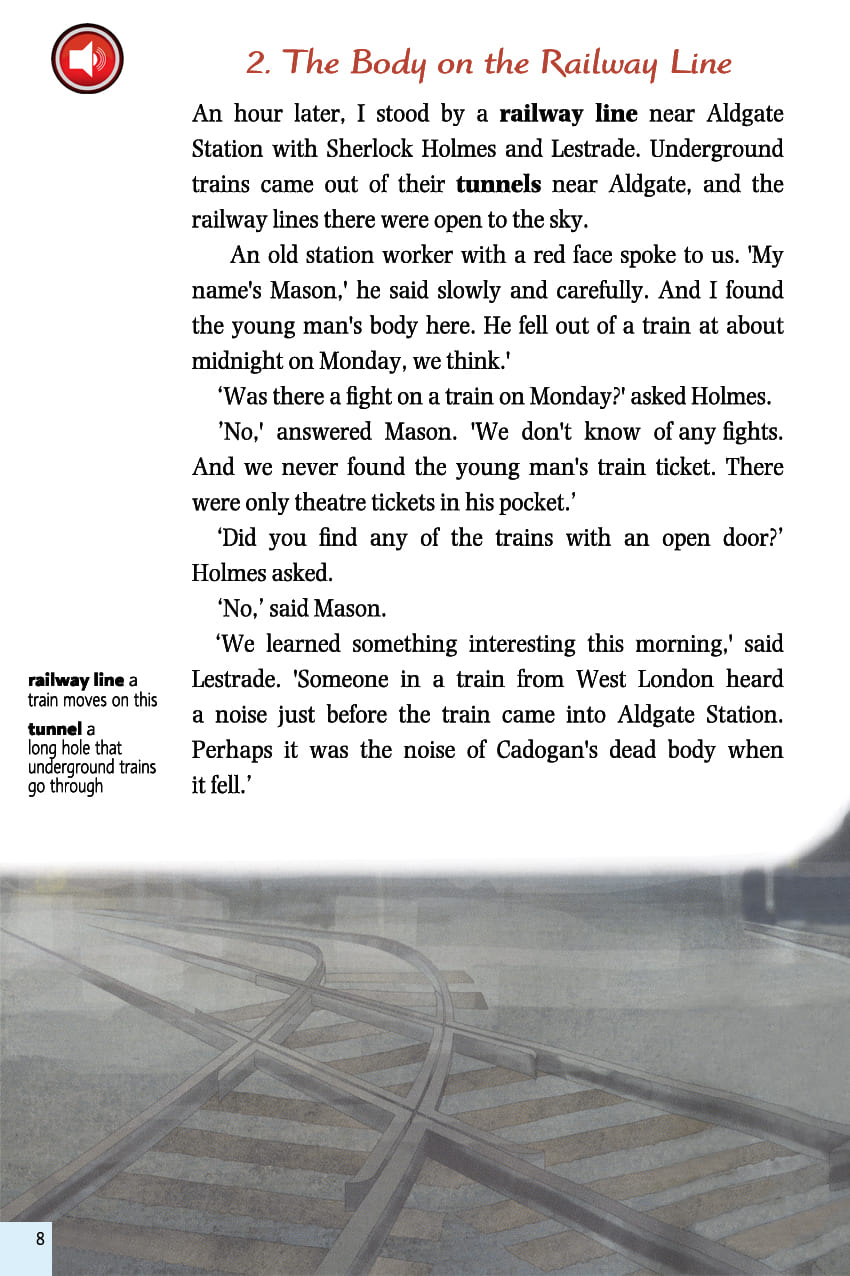 2. The Body on the Railway Line
An hour later, I stood by a railway line near Aldgate
Station with Sherlock Holmes and Lestrade. Underground
trains came out of their tunnels near Aldgate, and the
railway lines there were open to the sky.
An old station worker with a red face spoke to us. 'My
name's Mason,' he said slowly and carefully. And I found
the young man's body here. He fell out of a train at about
midnight on Monday, we think.'
‘Was there a fight on a train on Monday?' asked Holmes.
’No,' answered Mason. 'We don't know of any fights.
And we never found the young man's train ticket. There
were only theatre tickets in his pocket.’
‘Did you find any of the trains with an open door?’
Holmes asked.
‘No,’ said Mason.
‘We learned something interesting this morning,' said
Lestrade. 'Someone in a train from West London heard
a noise just before the train came into Aldgate Station.
Perhaps it was the noise of Cadogan's dead body when
it fell.’
railway line a
train moves on this
tunnel a
long hole that
underground trains
go through
8